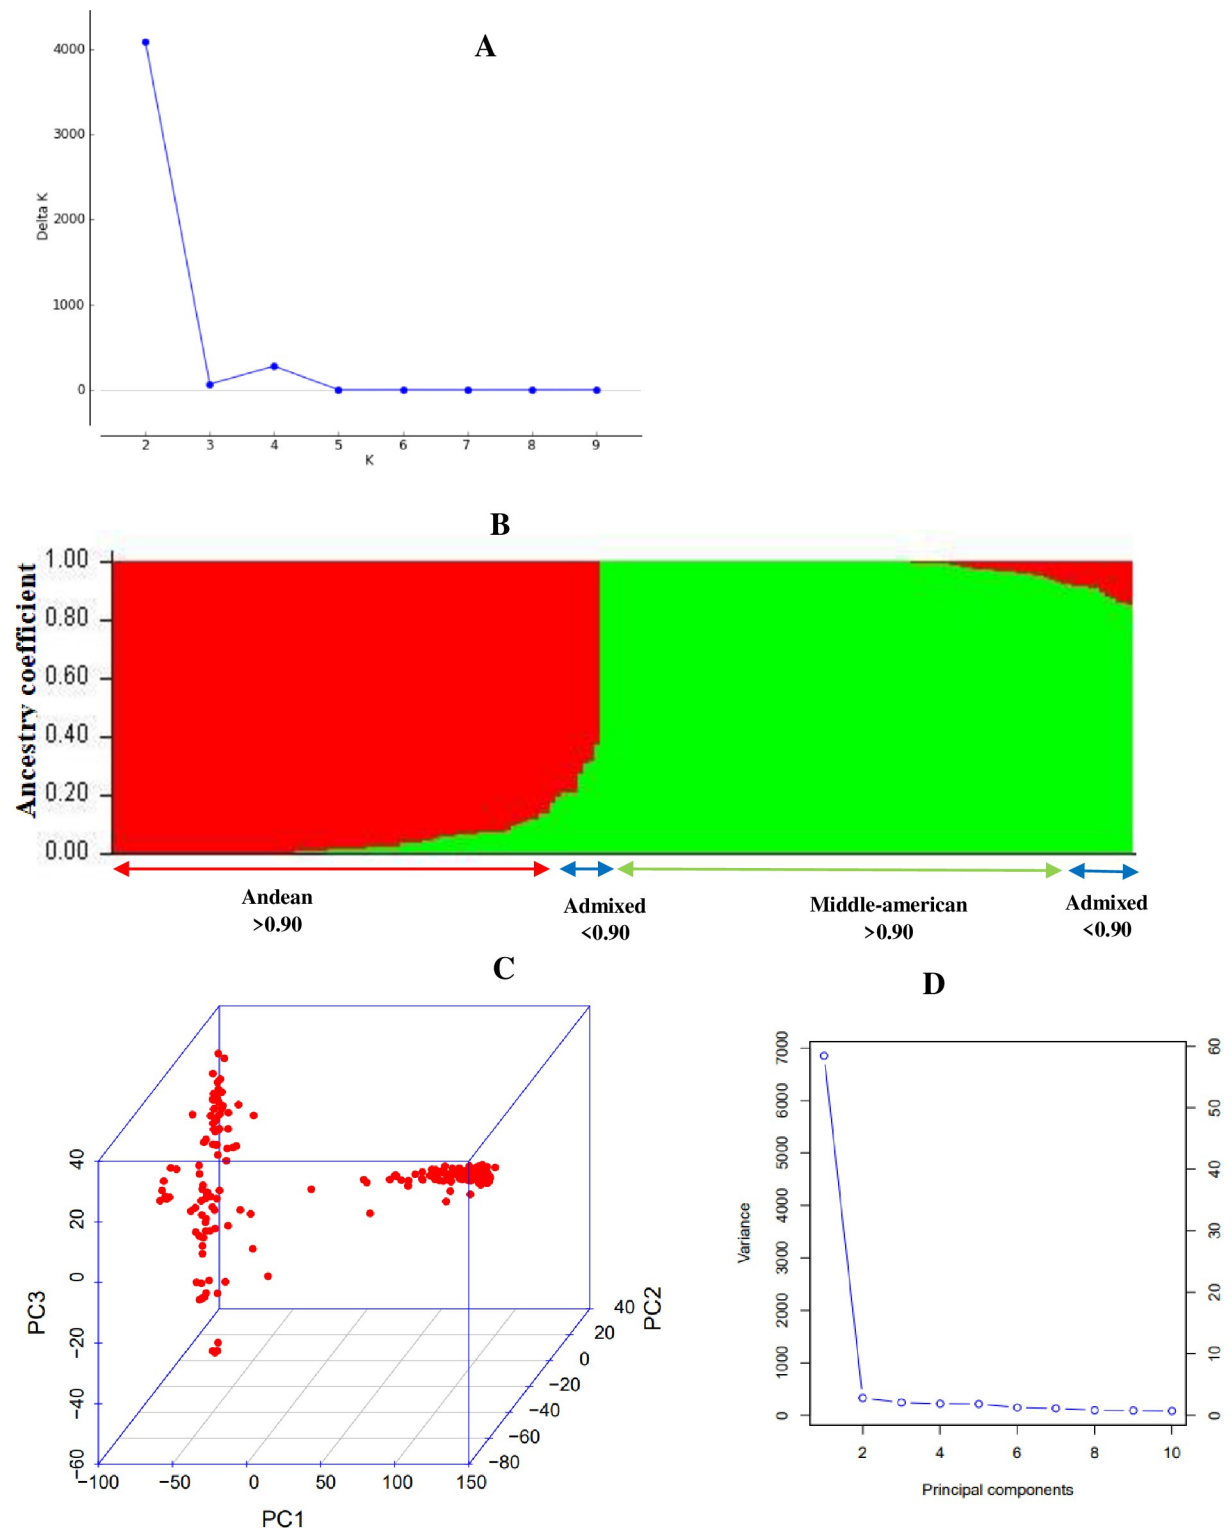 A
4000
3000
2000
1000
0
Delta K
2 3 4 5 6 7 8 9
K
B
1.00
0.80
0.60
0.40
0.20
0.00
Ancestry coefficient
Andean
>0.90
Admixed
<0.90
Middle-american
>0.90
Admixed
<0.90
C
40
20
0
−20
−40
−60
PC3
−100 −50 0 50 100 150
PC1
40
20
0
−20
−40
−60
−80
PC2
D
7000
6000
5000
4000
3000
2000
1000
0
Variance
60
50
40
30
20
10
0
2 4 6 8 10
Principal components